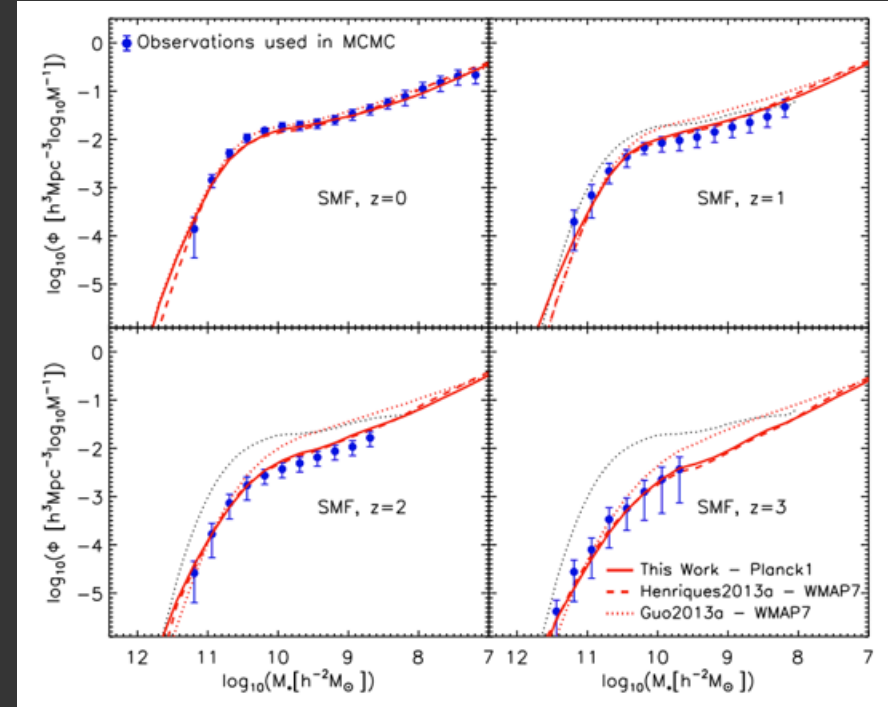 Observations used in MCMC
log₁₀(Φ [h³Mpc⁻³log₁₀M⁻¹])
0
−1
−2
−3
−4
−5
SMF, z=0
SMF, z=1
log₁₀(Φ [h³Mpc⁻³log₁₀M⁻¹])
0
−1
−2
−3
−4
−5
SMF, z=2
SMF, z=3
This Work − Planck1
Henriques2013a − WMAP7
Guo2013a − WMAP7
12 11 10 9 8 7
12 11 10 9 8 7
log₁₀(M⁎[h⁻²M☉])
log₁₀(M⁎[h⁻²M☉])